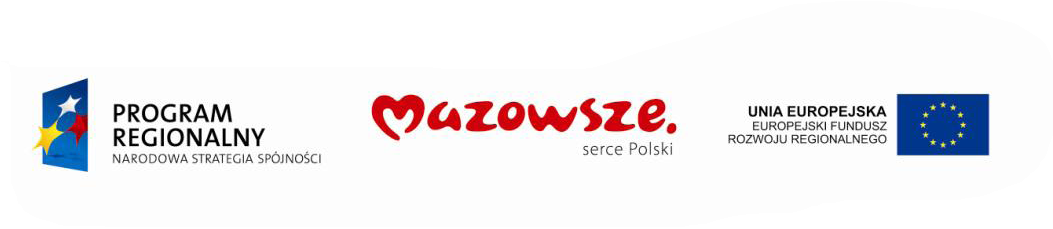 PROGRAM
REGIONALNY
NARODOWA STRATEGIA SPÓJNOŚCI
mazowsze.
serce Polski
UNIA EUROPEJSKA
EUROPEJSKI FUNDUSZ
ROZWOJU REGIONALNEGO